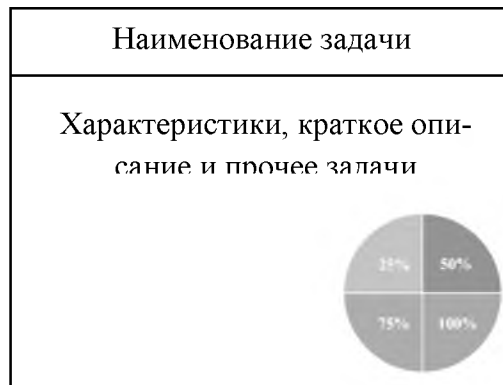 Наименование задачи
Характеристики, краткое опи-
сание и прочее задачи
25% 50%
75% 100%